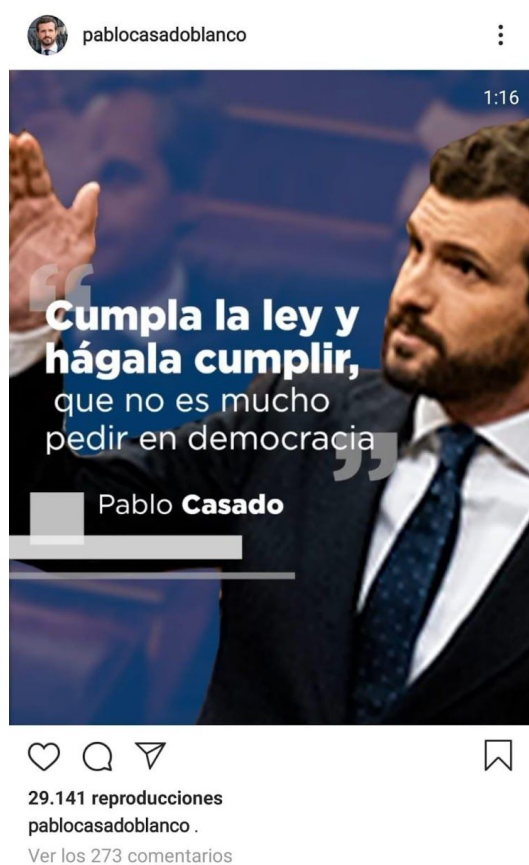 pablocasadoblanco
1:16
“
Cumpla la ley y
hágala cumplir,
que no es mucho
pedir en democracia
”
Pablo Casado
29.141 reproducciones
pablocasadoblanco .
Ver los 273 comentarios